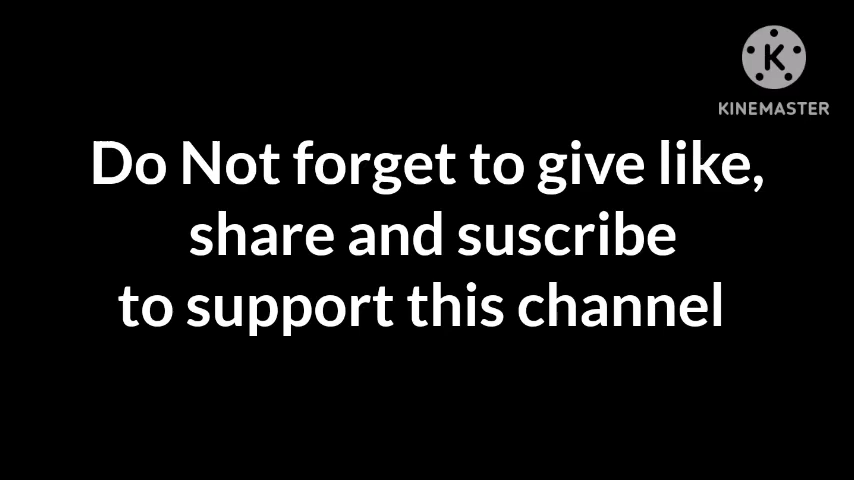 K
KINEMASTER
Do Not forget to give like,
share and suscribe
to support this channel